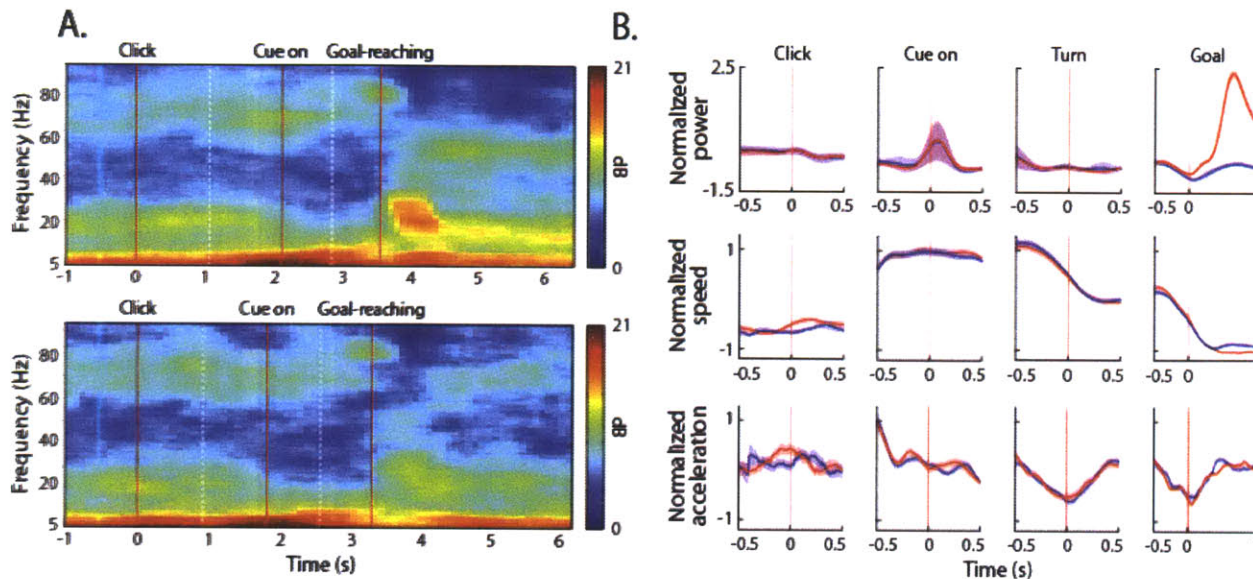 A.
Click Cue on Goal-reaching
Frequency (Hz)
80
60
40
20
5
-1 0 1 2 3 4 5 6
21
dB
0
Click Cue on Goal-reaching
Frequency (Hz)
80
60
40
20
5
-1 0 1 2 3 4 5 6
Time (s)
21
dB
0
B.
Click Cue on Turn Goal
Normalized power
2.5
-1.5
-0.5 0 0.5 -0.5 0 0.5 -0.5 0 0.5 -0.5 0 0.5
Normalized speed
1
-1
-0.5 0 0.5 -0.5 0 0.5 -0.5 0 0.5 -0.5 0 0.5
Normalized acceleration
1
-1
-0.5 0 0.5 -0.5 0 0.5 -0.5 0 0.5 -0.5 0 0.5
Time (s)